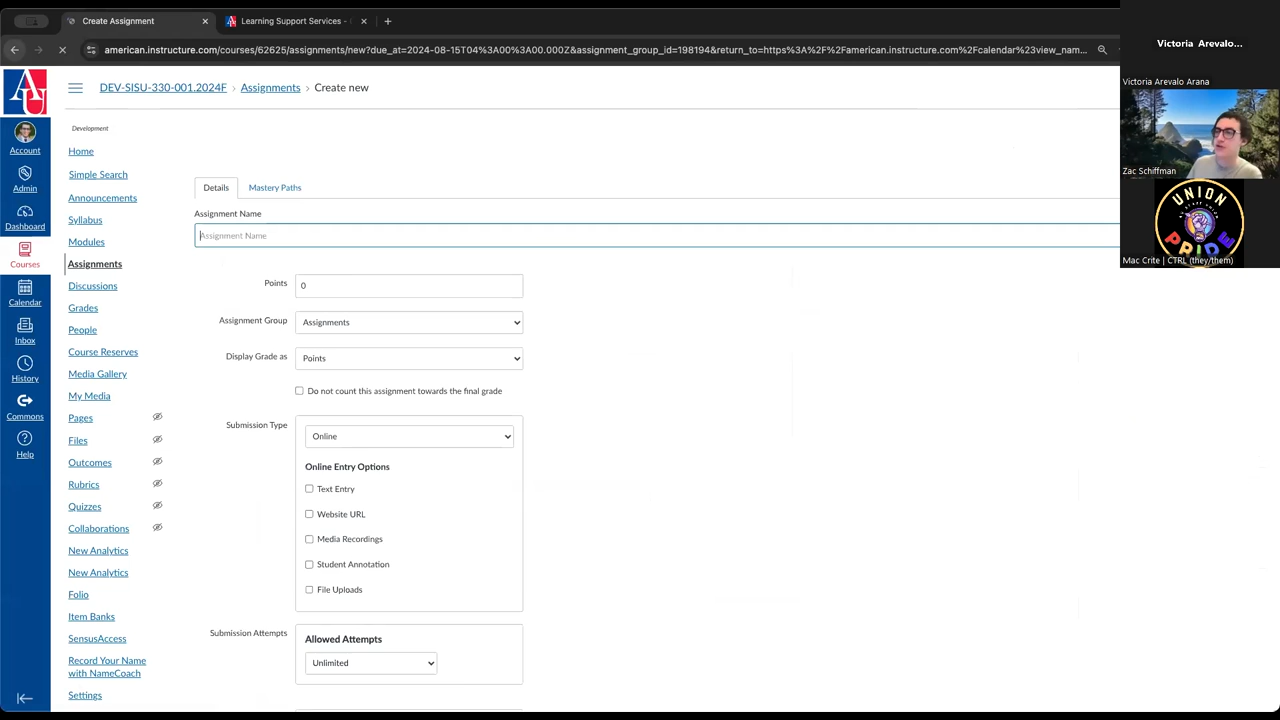 Create Assignment
Learning Support Services - 
american.instructure.com/courses/62625/assignments/new?due_at=2024-08-15T04%3A00%3A00.000Z&assignment_group_id=198194&return_to=https%3A%2F%2Famerican.instructure.com%2Fcalendar%23view_nam...
Victoria Arevalo...
Victoria Arevalo Arana
Zac Schiffman
UNION
STAFF UNION
PRIDE
Mac Crite | CTRL (they/them)
AU
Account
Admin
Dashboard
Courses
Calendar
Inbox
History
Commons
Help
DEV-SISU-330-001.2024F › Assignments › Create new
Development
Home
Simple Search
Announcements
Syllabus
Modules
Assignments
Discussions
Grades
People
Course Reserves
Media Gallery
My Media
Pages
Files
Outcomes
Rubrics
Quizzes
Collaborations
New Analytics
New Analytics
Folio
Item Banks
SensusAccess
Record Your Name
with NameCoach
Settings
Details Mastery Paths
Assignment Name
Assignment Name
Points 0
Assignment Group Assignments
Display Grade as Points
Do not count this assignment towards the final grade
Submission Type Online
Online Entry Options
Text Entry
Website URL
Media Recordings
Student Annotation
File Uploads
Submission Attempts Allowed Attempts
Unlimited